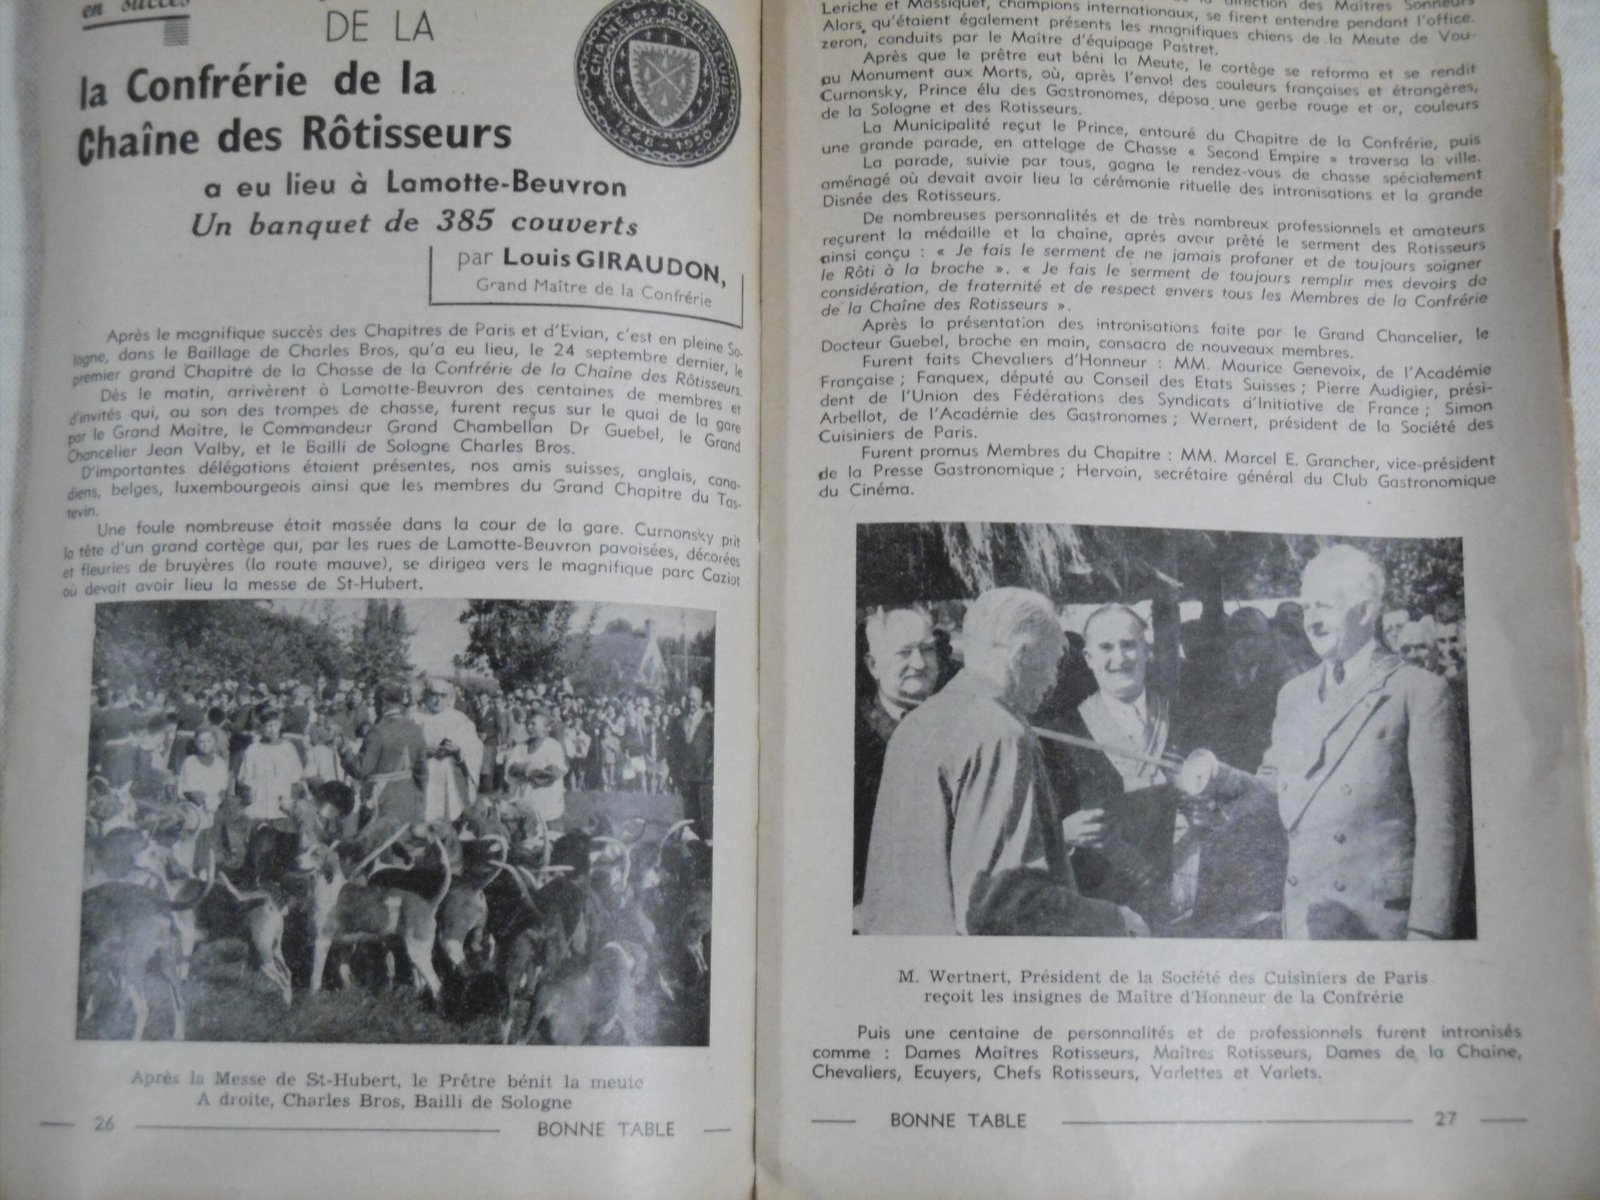 en succès
DE LA
la Confrérie de la
Chaîne des Rôtisseurs
CHAINE DES ROTISSEURS
1248 - 1950
a eu lieu à Lamotte-Beuvron
Un banquet de 385 couverts
par Louis GIRAUDON,
Grand Maître de la Confrérie
Après le magnifique succès des Chapitres de Paris et d'Evian, c'est en pleine So-
logne, dans le Baillage de Charles Bros, qu'a eu lieu, le 24 septembre dernier, le
premier grand Chapitre de la Chasse de la Confrérie de la Chaîne des Rôtisseurs.
Dès le matin, arrivèrent à Lamotte-Beuvron des centaines de membres et
d'invités qui, au son des trompes de chasse, furent reçus sur le quai de la gare
par le Grand Maître, le Commandeur Grand Chambellan Dr Guebel, le Grand
Chancelier Jean Valby, et le Bailli de Sologne Charles Bros.
D'importantes délégations étaient présentes, nos amis suisses, anglais, cana-
diens, belges, luxembourgeois ainsi que les membres du Grand Chapitre du Tas-
tevin.
Une foule nombreuse était massée dans la cour de la gare. Curnonsky prit
la tête d'un grand cortège qui, par les rues de Lamotte-Beuvron pavoisées, décorées
et fleuries de bruyères (la route mauve), se dirigea vers le magnifique parc Caziot
où devait avoir lieu la messe de St-Hubert.
Après la Messe de St-Hubert, le Prêtre bénit la meute
A droite, Charles Bros, Bailli de Sologne
26
BONNE TABLE
direction des Maîtres Sonneurs
Leriche et Massiquet, champions internationaux, se firent entendre pendant l'office.
Alors, qu'étaient également présents les magnifiques chiens de la Meute de Vou-
zeron, conduits par le Maître d'équipage Pastret.
Après que le prêtre eut béni la Meute, le cortège se reforma et se rendit
au Monument aux Morts, où, après l'envol des couleurs françaises et étrangères,
Curnonsky, Prince élu des Gastronomes, déposa une gerbe rouge et or, couleurs
de la Sologne et des Rotisseurs.
La Municipalité reçut le Prince, entouré du Chapitre de la Confrérie, puis
une grande parade, en attelage de Chasse « Second Empire » traversa la ville.
La parade, suivie par tous, gagna le rendez-vous de chasse spécialement
aménagé où devait avoir lieu la cérémonie rituelle des intronisations et la grande
Disnée des Rotisseurs.
De nombreuses personnalités et de très nombreux professionnels et amateurs
reçurent la médaille et la chaîne, après avoir prêté le serment des Rotisseurs
ainsi conçu : « Je fais le serment de ne jamais profaner et de toujours soigner
le Rôti à la broche ». « Je fais le serment de toujours remplir mes devoirs de
considération, de fraternité et de respect envers tous les Membres de la Confrérie
de la Chaîne des Rotisseurs ».
Après la présentation des intronisations faite par le Grand Chancelier, le
Docteur Guebel, broche en main, consacra de nouveaux membres.
Furent faits Chevaliers d'Honneur : MM. Maurice Genevoix, de l'Académie
Française ; Fanquex, député au Conseil des Etats Suisses ; Pierre Audigier, prési-
dent de l'Union des Fédérations des Syndicats d'Initiative de France ; Simon
Arbellot, de l'Académie des Gastronomes ; Wernert, président de la Société des
Cuisiniers de Paris.
Furent promus Membres du Chapitre : MM. Marcel E. Grancher, vice-président
de la Presse Gastronomique ; Hervoin, secrétaire général du Club Gastronomique
du Cinéma.
M. Wertnert, Président de la Société des Cuisiniers de Paris
reçoit les insignes de Maître d'Honneur de la Confrérie
Puis une centaine de personnalités et de professionnels furent intronisés
comme : Dames Maîtres Rotisseurs, Maîtres Rotisseurs, Dames de la Chaîne,
Chevaliers, Ecuyers, Chefs Rotisseurs, Varlettes et Varlets.
BONNE TABLE
27